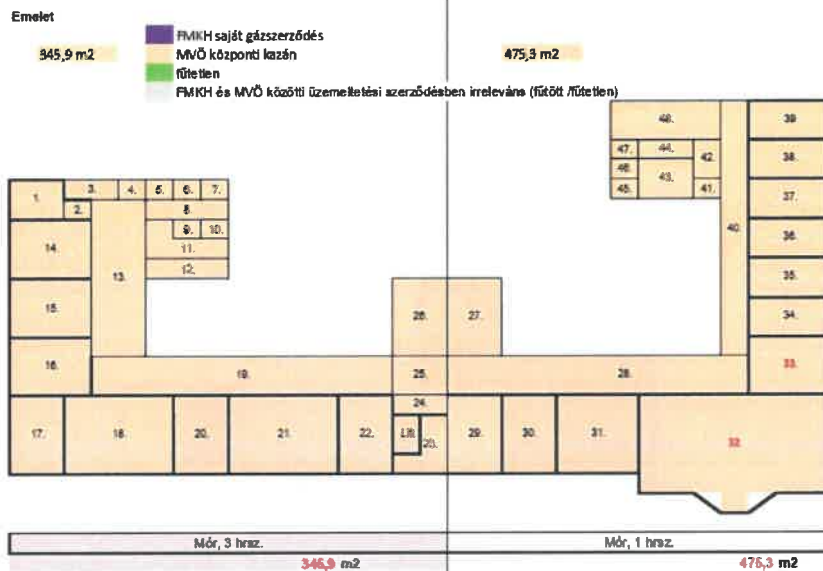 Emelet
345,9 m2
FMKH saját gázszerződés
MVÖ központi kazán
fűtetlen
FMKH és MVÖ közötti üzemeltetési szerződésben irreleváns (fűtött /fűtetlen)
475,3 m2
48. 39.
47. 44. 42. 38.
46. 43.
45. 41. 37.
1. 3. 4. 5. 6. 7.
2. 8.
9. 10. 40. 36.
14. 11.
12. 13. 35.
15. 26. 27. 34.
16. 19. 25. 28. 33.
24.
17. 18. 20. 21. 22. Lift 23. 29. 30. 31. 32.
Mór, 3 hrsz. Mór, 1 hrsz.
345,9 m2 475,3 m2